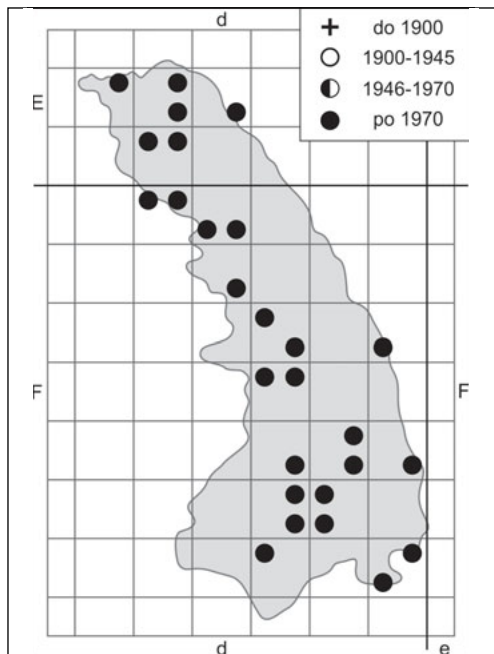 d
+ do 1900
○ 1900-1945
◐ 1946-1970
● po 1970
E
F F
d e